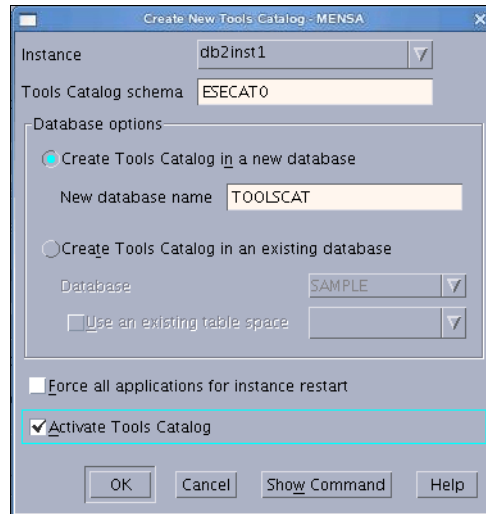 Create New Tools Catalog - MENSA
Instance db2inst1
Tools Catalog schema ESECAT0
Database options
Create Tools Catalog in a new database
New database name TOOLSCAT
Create Tools Catalog in an existing database
Database SAMPLE
Use an existing table space
Force all applications for instance restart
Activate Tools Catalog
OK Cancel Show Command Help